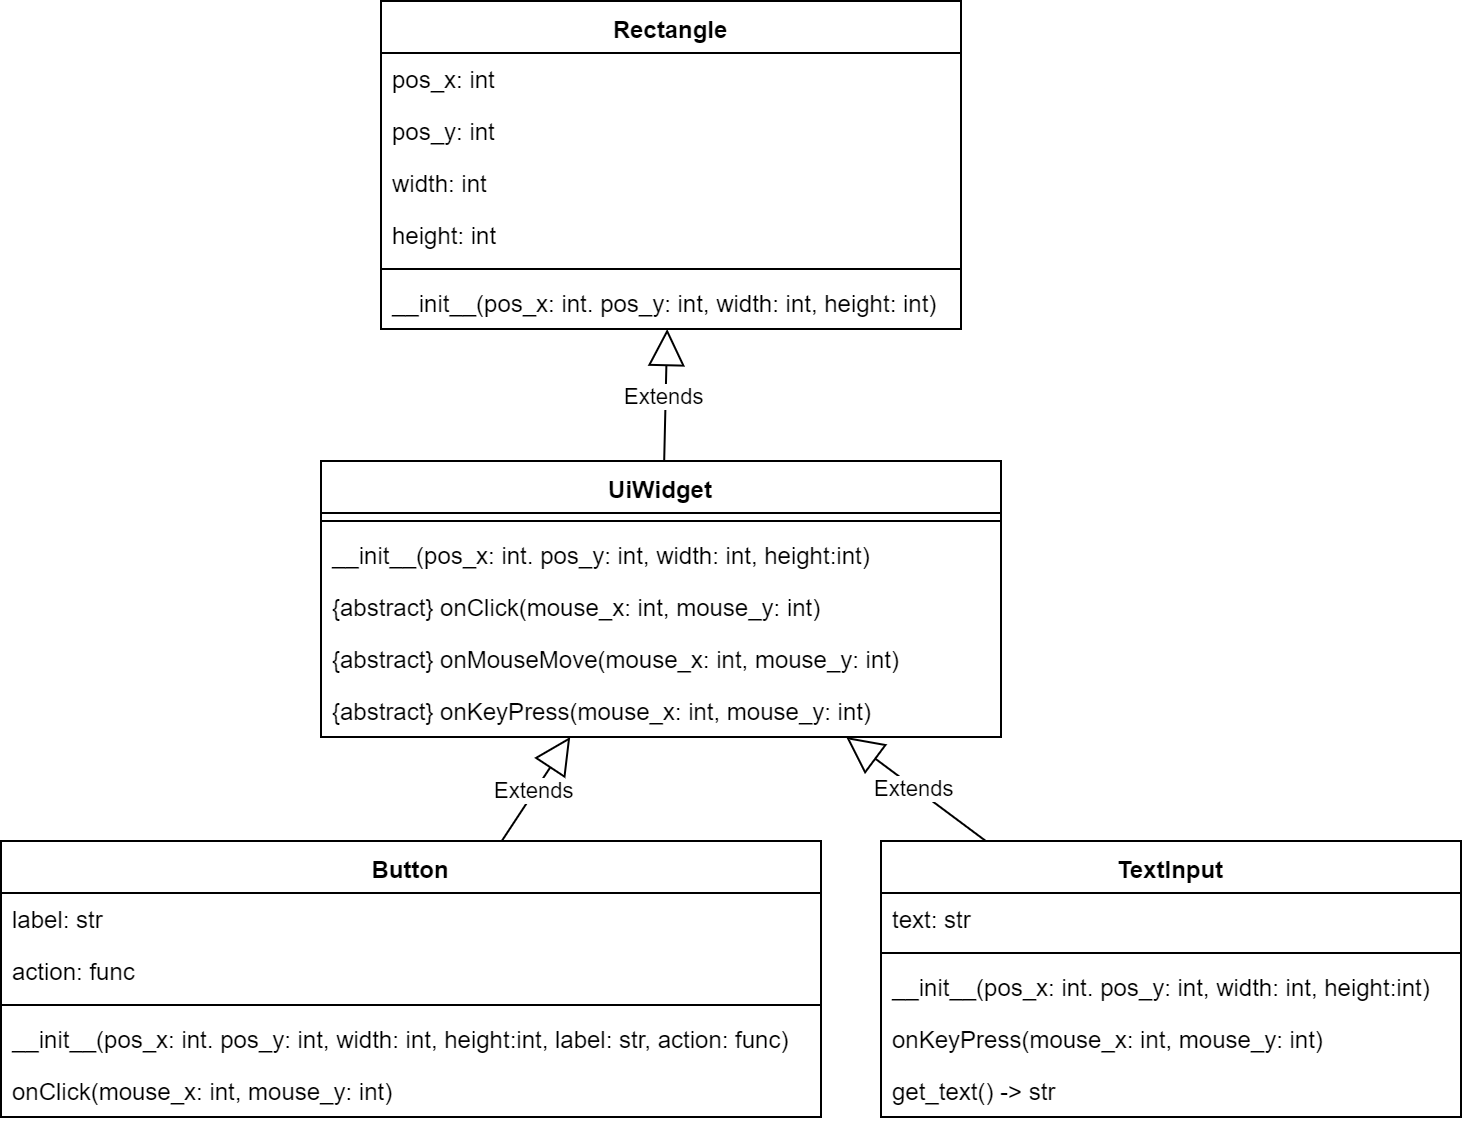 Rectangle
pos_x: int
pos_y: int
width: int
height: int
__init__(pos_x: int. pos_y: int, width: int, height: int)
Extends
UiWidget
__init__(pos_x: int. pos_y: int, width: int, height:int)
{abstract} onClick(mouse_x: int, mouse_y: int)
{abstract} onMouseMove(mouse_x: int, mouse_y: int)
{abstract} onKeyPress(mouse_x: int, mouse_y: int)
Extends
Extends
Button
label: str
action: func
__init__(pos_x: int. pos_y: int, width: int, height:int, label: str, action: func)
onClick(mouse_x: int, mouse_y: int)
TextInput
text: str
__init__(pos_x: int. pos_y: int, width: int, height:int)
onKeyPress(mouse_x: int, mouse_y: int)
get_text() -> str